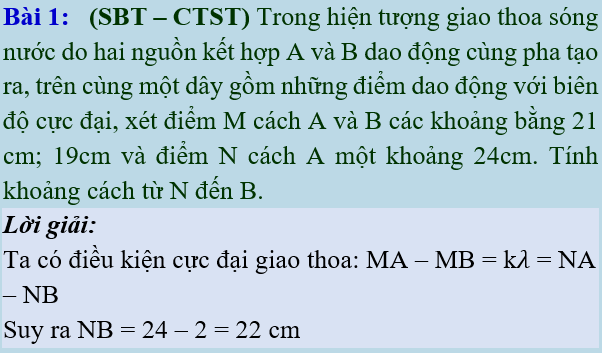 Bài 1: (SBT – CTST) Trong hiện tượng giao thoa sóng
nước do hai nguồn kết hợp A và B dao động cùng pha tạo
ra, trên cùng một dây gồm những điểm dao động với biên
độ cực đại, xét điểm M cách A và B các khoảng bằng 21
cm; 19cm và điểm N cách A một khoảng 24cm. Tính
khoảng cách từ N đến B.
Lời giải:
Ta có điều kiện cực đại giao thoa: MA – MB = kλ = NA
– NB
Suy ra NB = 24 – 2 = 22 cm